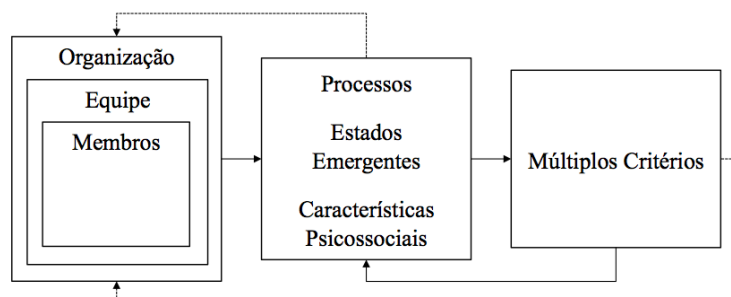 Organização
Equipe
Membros
Processos
Estados
Emergentes
Características
Psicossociais
Múltiplos Critérios